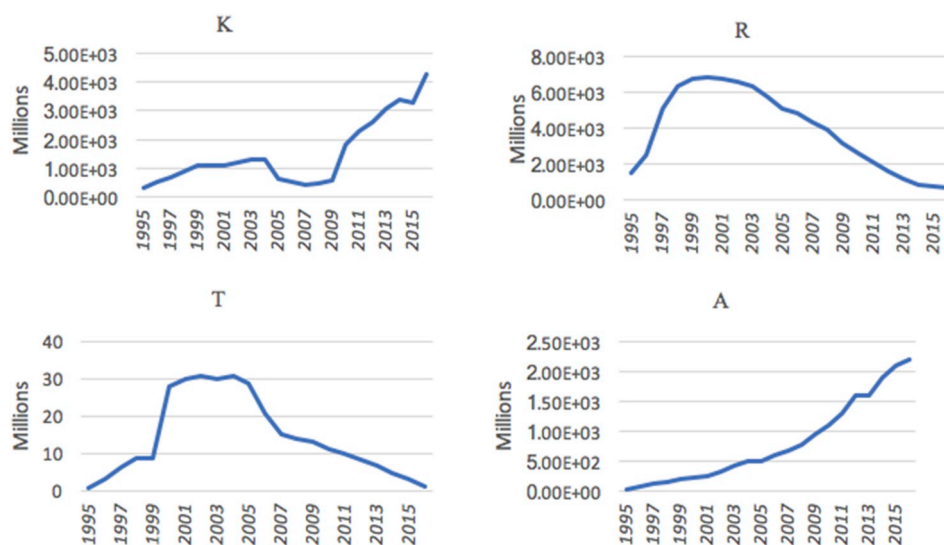 K
5.00E+03
4.00E+03
3.00E+03
2.00E+03
1.00E+03
0.00E+00
Millions
1995
1997
1999
2001
2003
2005
2007
2009
2011
2013
2015
R
8.00E+03
6.00E+03
4.00E+03
2.00E+03
0.00E+00
Millions
1995
1997
1999
2001
2003
2005
2007
2009
2011
2013
2015
T
40
30
20
10
0
Millions
1995
1997
1999
2001
2003
2005
2007
2009
2011
2013
2015
A
2.50E+03
2.00E+03
1.50E+03
1.00E+03
5.00E+02
0.00E+00
Millions
1995
1997
1999
2001
2003
2005
2007
2009
2011
2013
2015